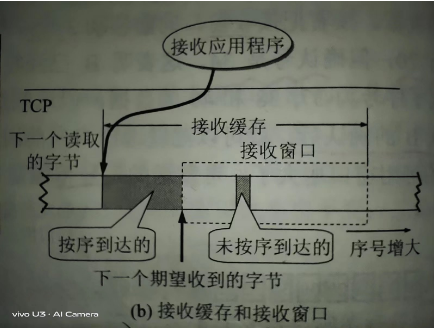 接收应用程序
TCP
接收缓存
下一个读取
的字节
接收窗口
按序到达的
未按序到达的
序号增大
下一个期望收到的字节
(b) 接收缓存和接收窗口
vivo U3 · AI Camera